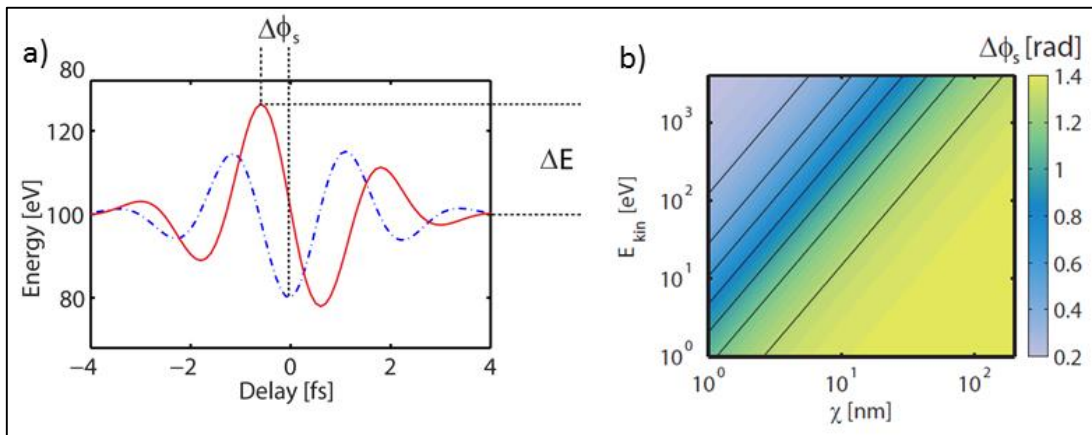 a)
Δϕs
80
120
100
80
Energy [eV]
ΔE
−4
−2
0
2
4
Delay [fs]
b)
Δϕs [rad]
10³
10²
10¹
10⁰
E kin [eV]
10⁰
10¹
10²
χ [nm]
1.4
1.2
1
0.8
0.6
0.4
0.2